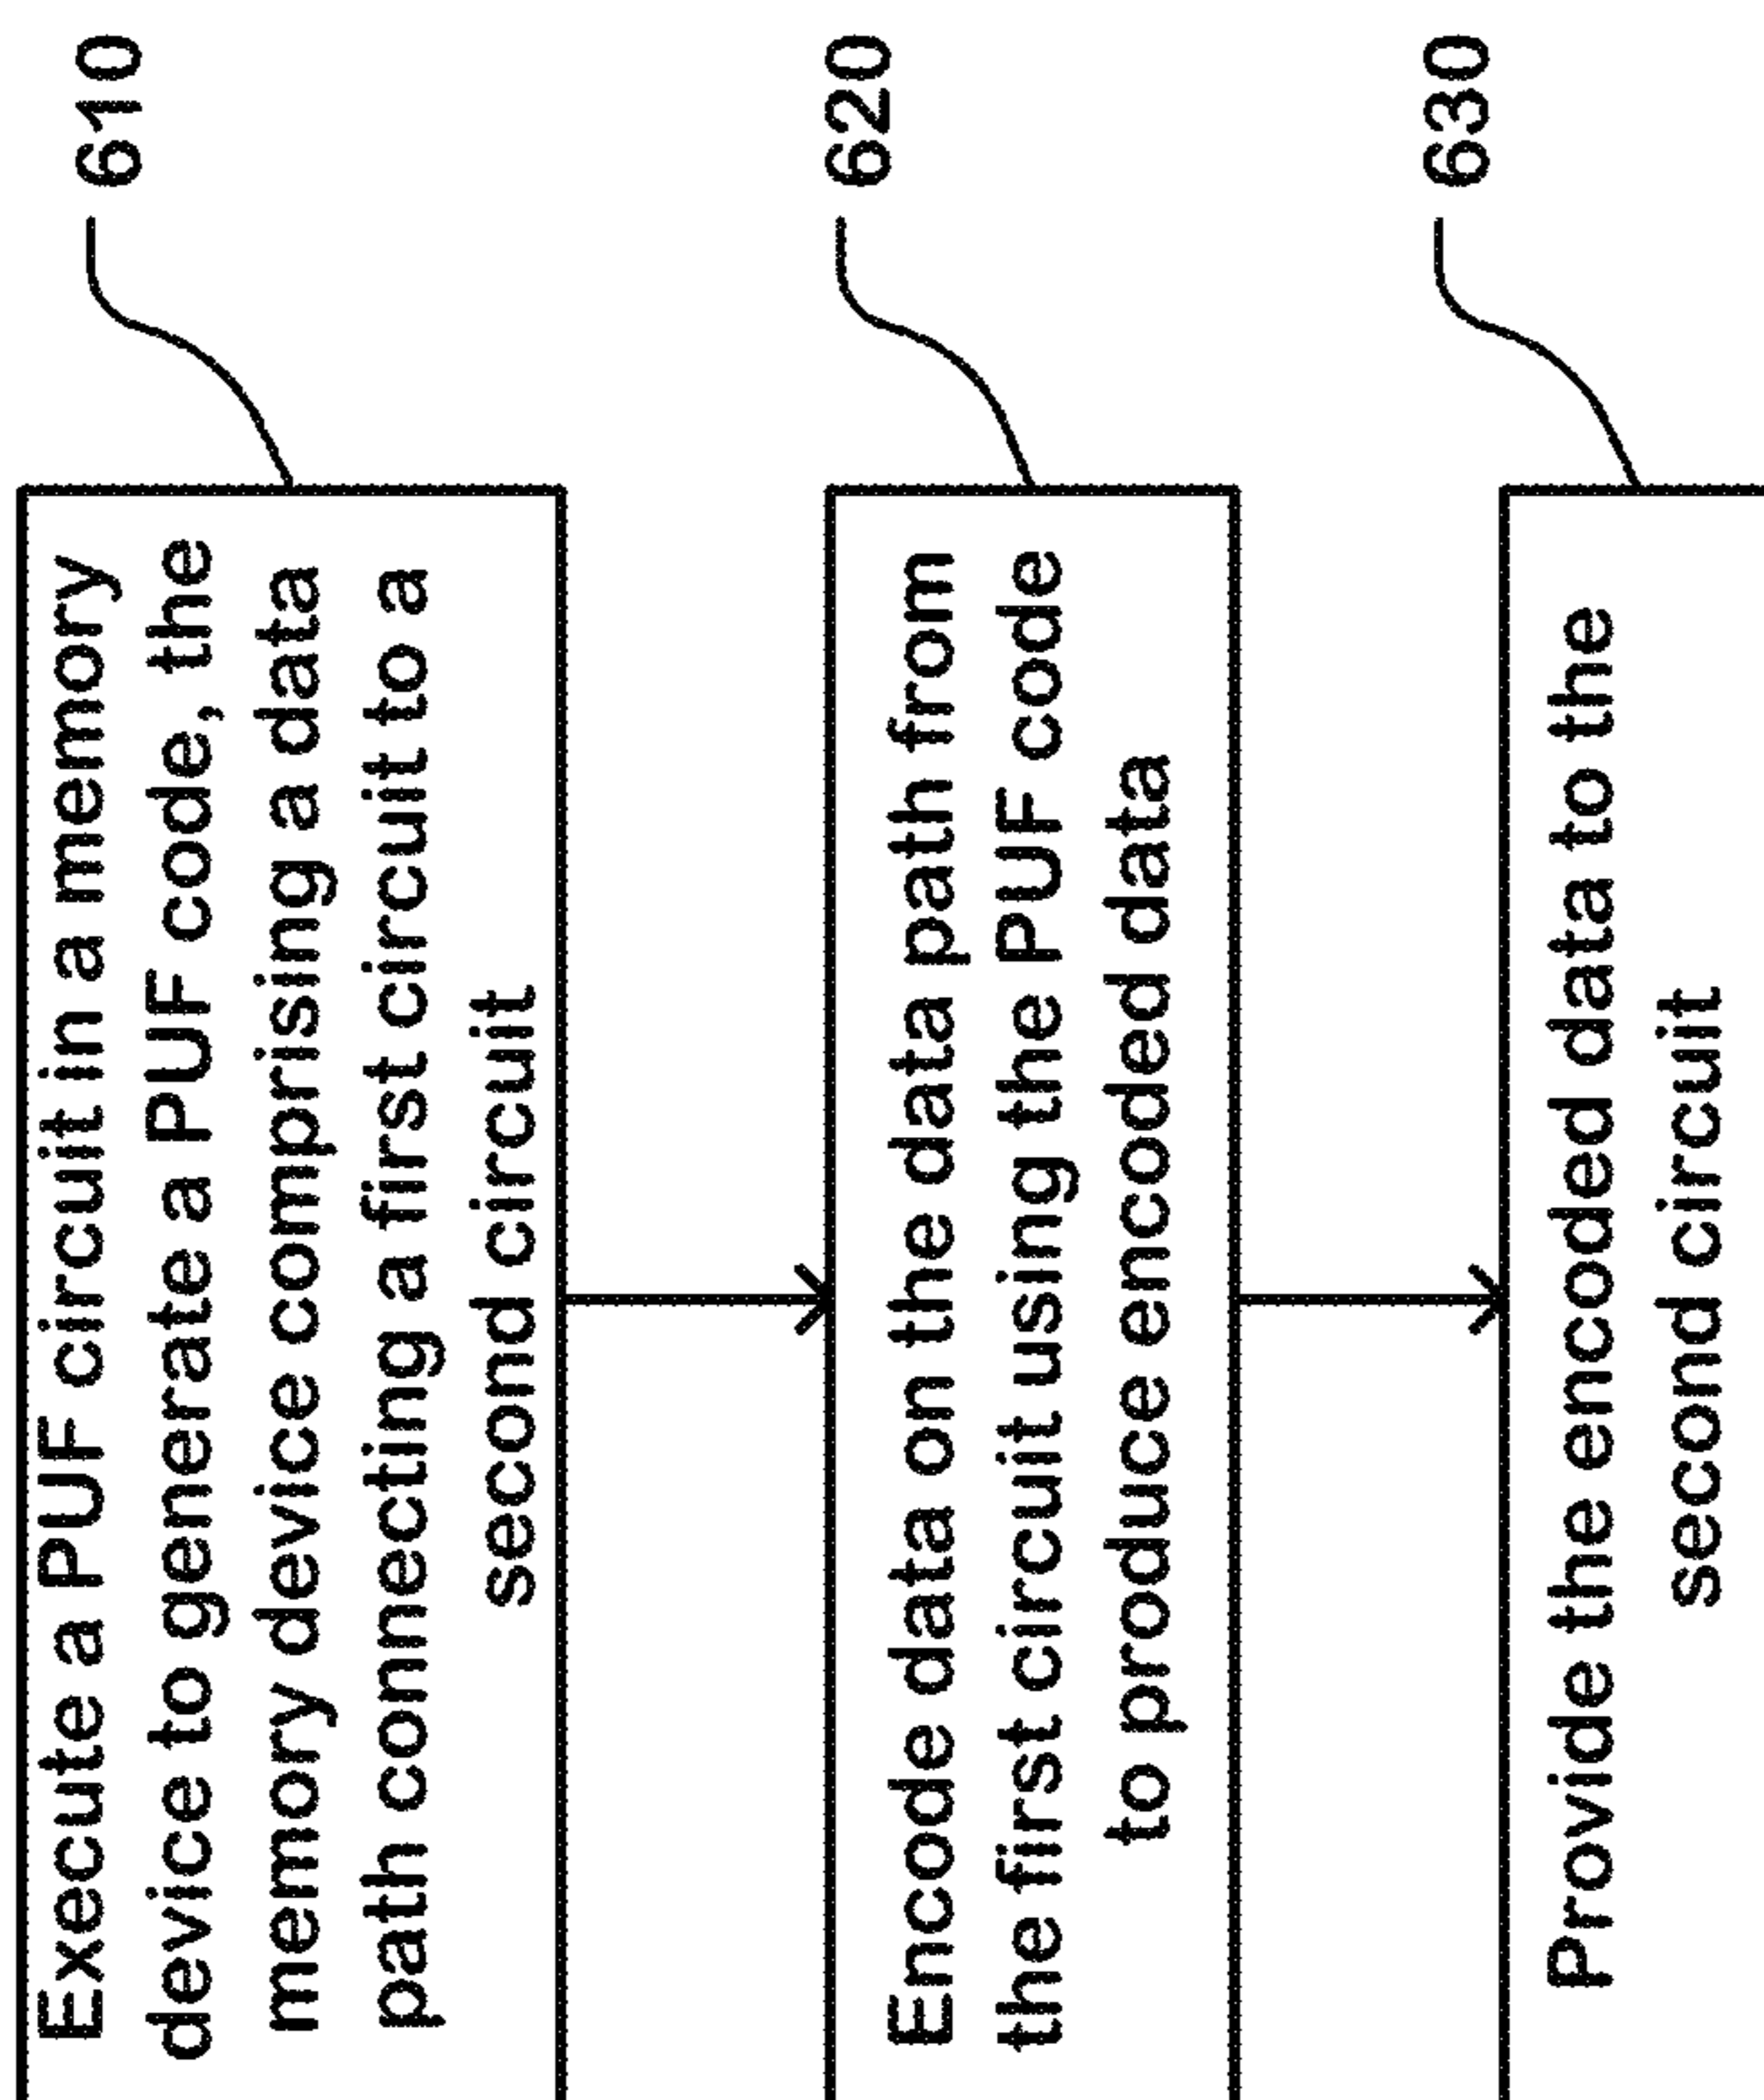 Execute a PUF circuit in a memory
device to generate a PUF code, the
memory device comprising a data
path connecting a first circuit to a
second circuit
610
Encode data on the data path from
the first circuit using the PUF code
to produce encoded data
620
Provide the encoded data to the
second circuit
630